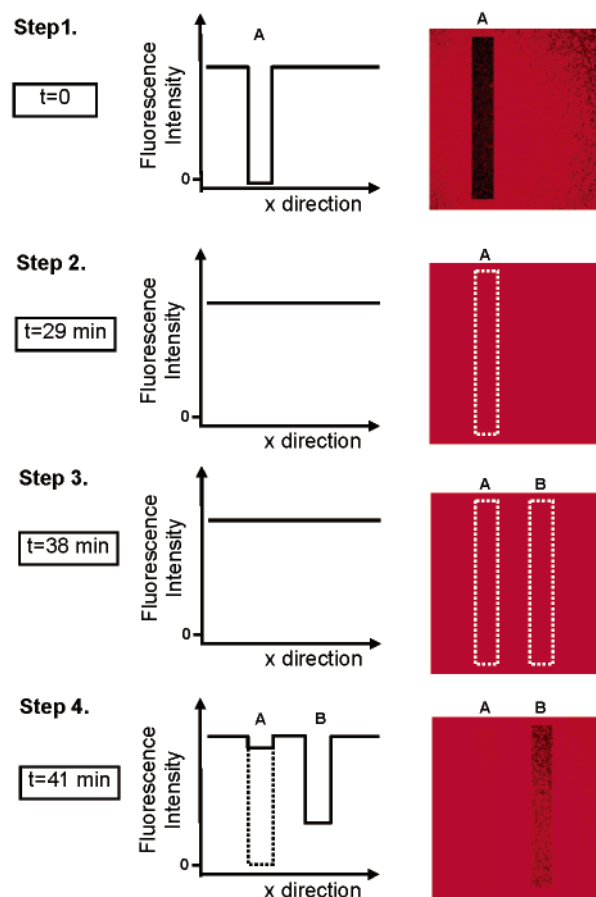 Step1.
t=0
Fluorescence
Intensity
A
0
x direction
A
Step 2.
t=29 min
Fluorescence
Intensity
0
x direction
A
Step 3.
t=38 min
Fluorescence
Intensity
0
x direction
A B
Step 4.
t=41 min
Fluorescence
Intensity
A B
0
x direction
A B